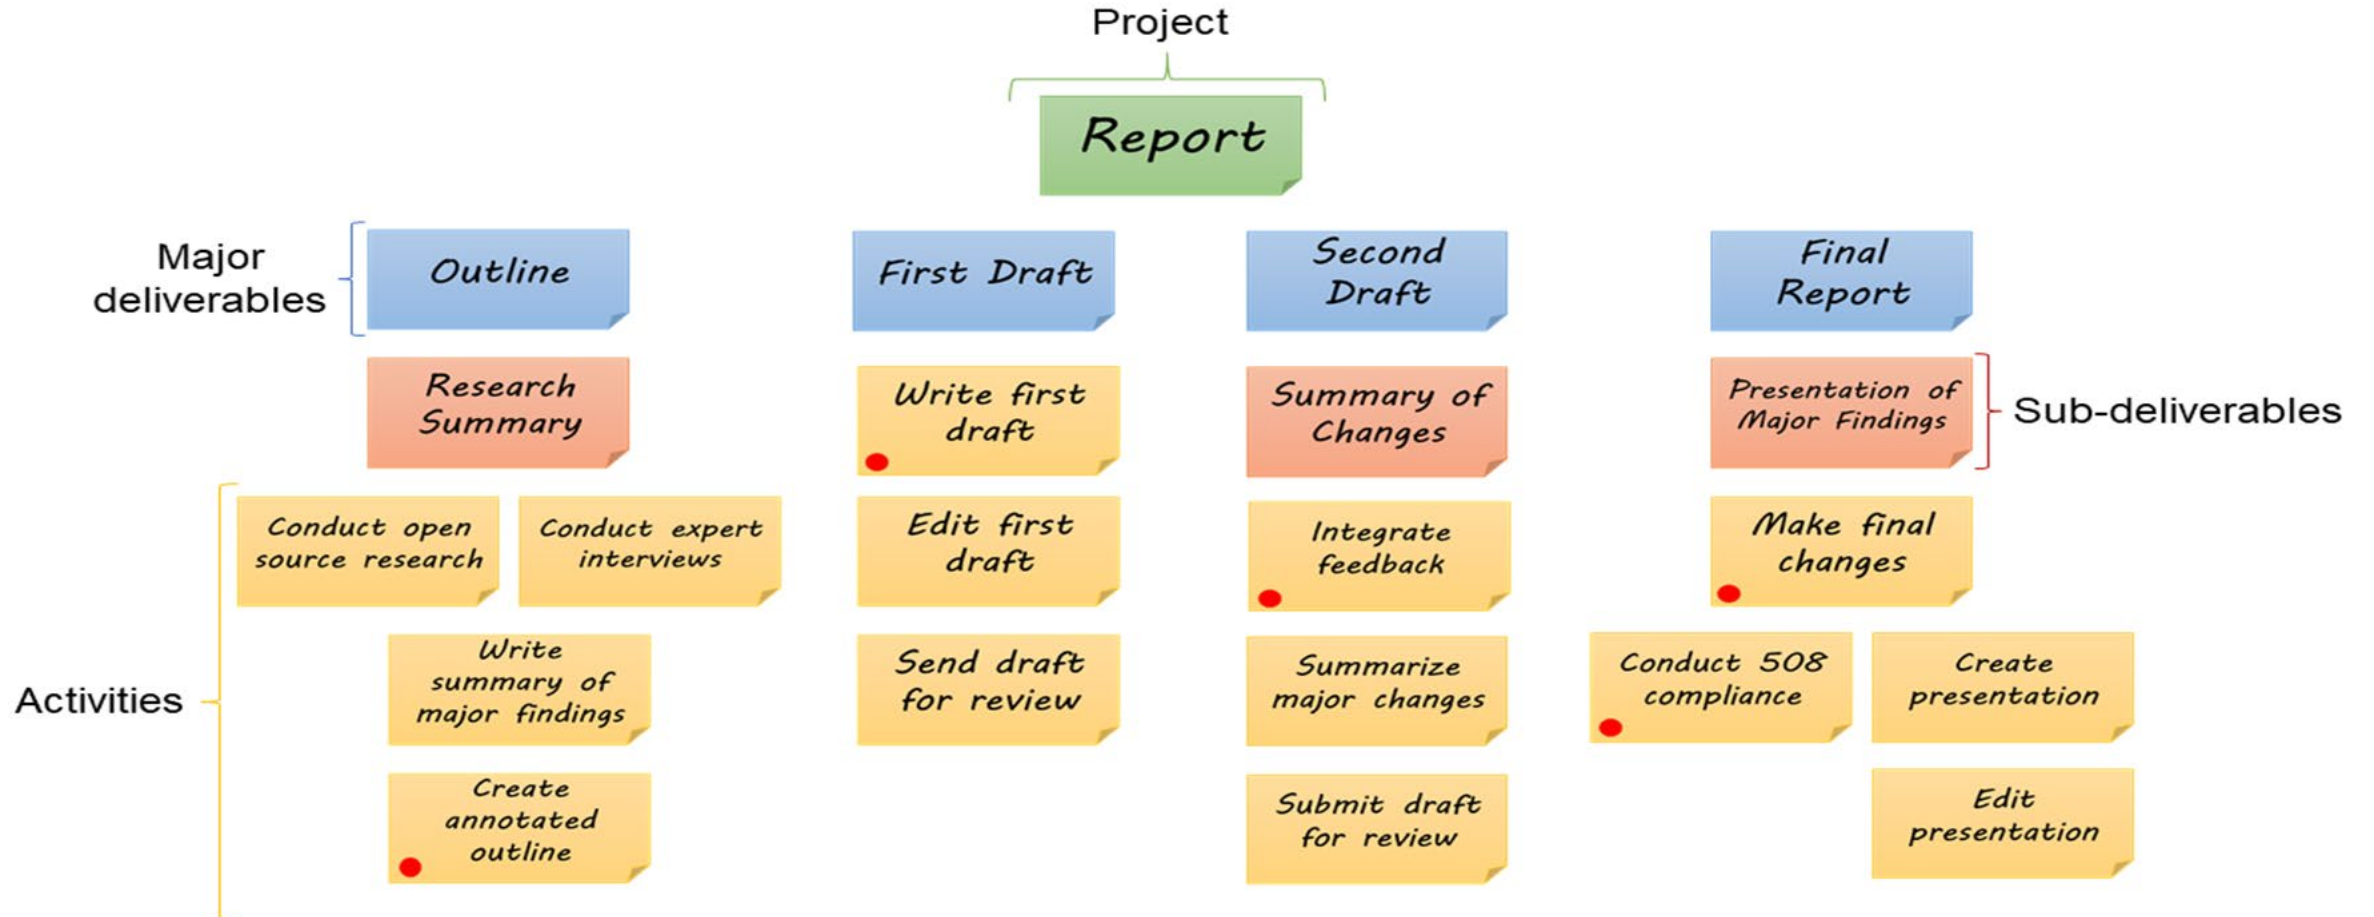 Project
Report
Major
deliverables
Outline
First Draft
Second
Draft
Final
Report
Research
Summary
Write first
draft
Summary of
Changes
Presentation of
Major Findings
Sub-deliverables
Activities
Conduct open
source research
Conduct expert
interviews
Edit first
draft
Integrate
feedback
Make final
changes
Write
summary of
major findings
Send draft
for review
Summarize
major changes
Conduct 508
compliance
Create
presentation
Create
annotated
outline
Submit draft
for review
Edit
presentation